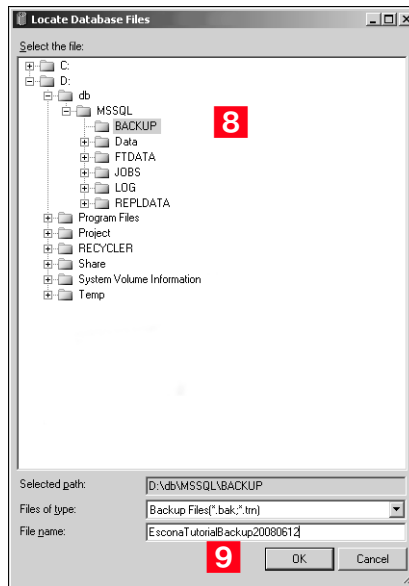 Locate Database Files
Select the file:
C:
D:
db
MSSQL
BACKUP
8
Data
FTDATA
JOBS
LOG
REPLDATA
Program Files
Project
RECYCLER
Share
System Volume Information
Temp
Selected path: D:\db\MSSQL\BACKUP
Files of type: Backup Files(*.bak;*.trn)
File name: EsconaTutorialBackup20080612
9 OK Cancel